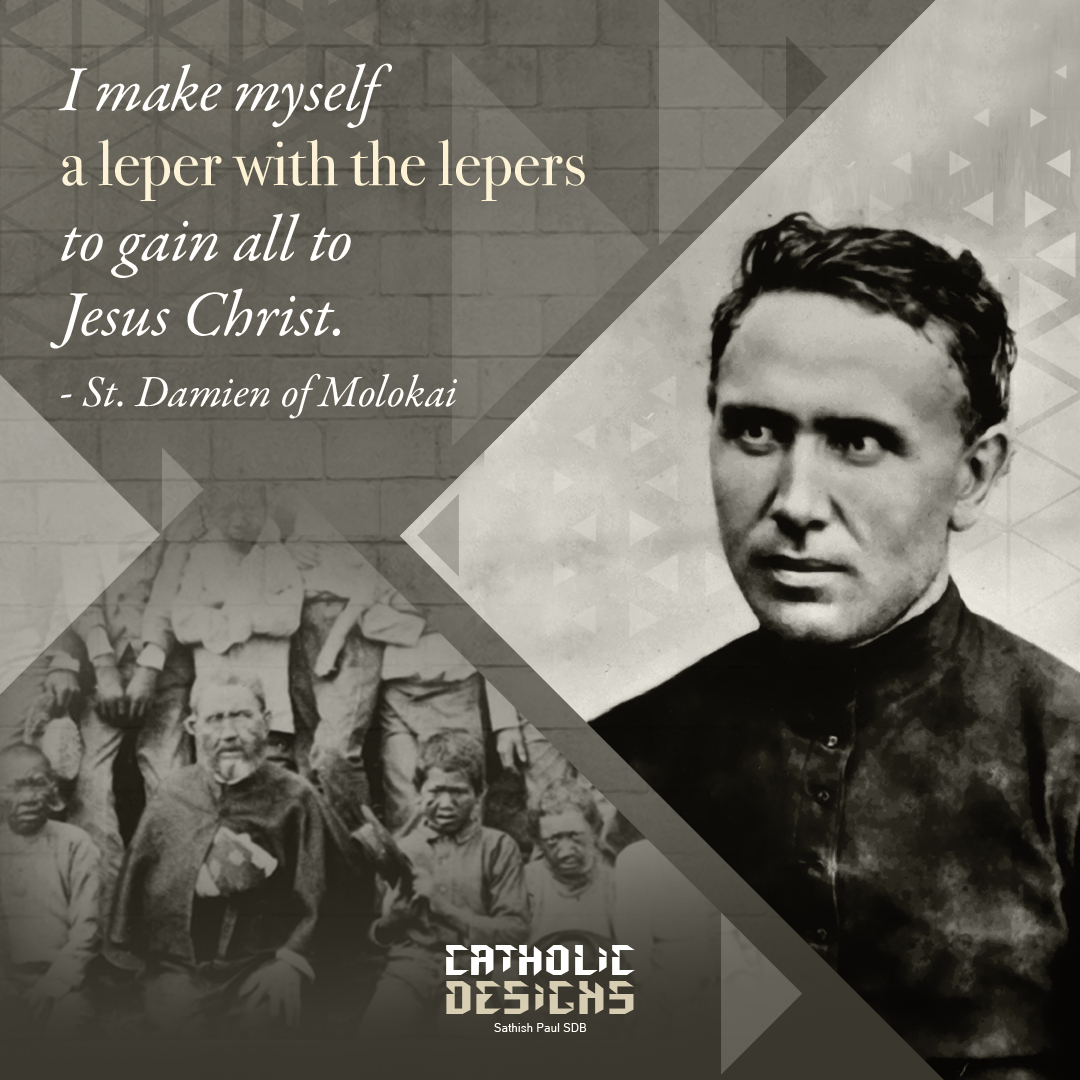 I make myself
a leper with the lepers
to gain all to
Jesus Christ.
- St. Damien of Molokai
CATHOLIC
DESIGNS
Sathish Paul SDB